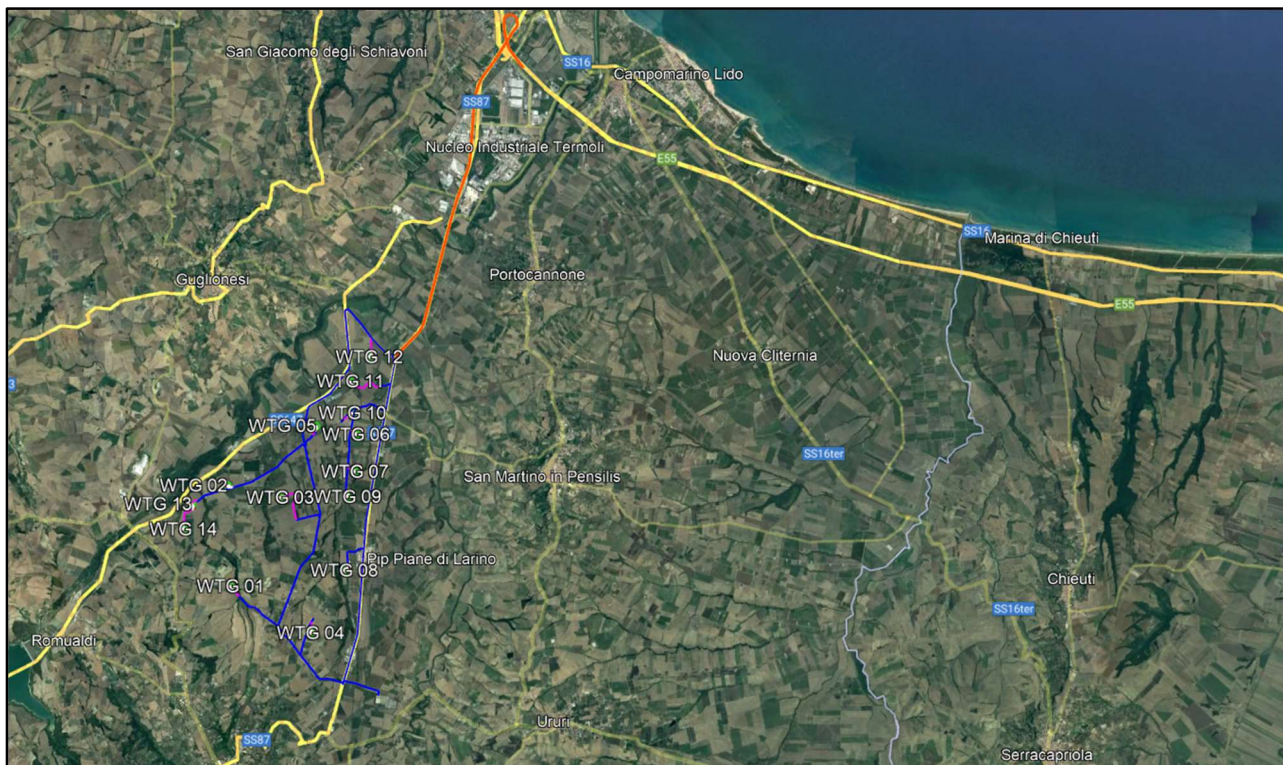 San Giacomo degli Schiavoni
SS16
Campomarino Lido
SS87
Nucleo Industriale Termoli
E55
SS16
Marina di Chieuti
Guglionesi
Portocannone
E55
WTG 12
Nuova Cliternia
WTG 11
WTG 10
WTG 05
WTG 06
SS16ter
WTG 07
San Martino in Pensilis
WTG 02
WTG 03
WTG 09
WTG 13
WTG 14
Pip Piane di Larino
WTG 08
WTG 01
Chieuti
SS16ter
WTG 04
Romualdi
Ururi
SS87
Serracapriola